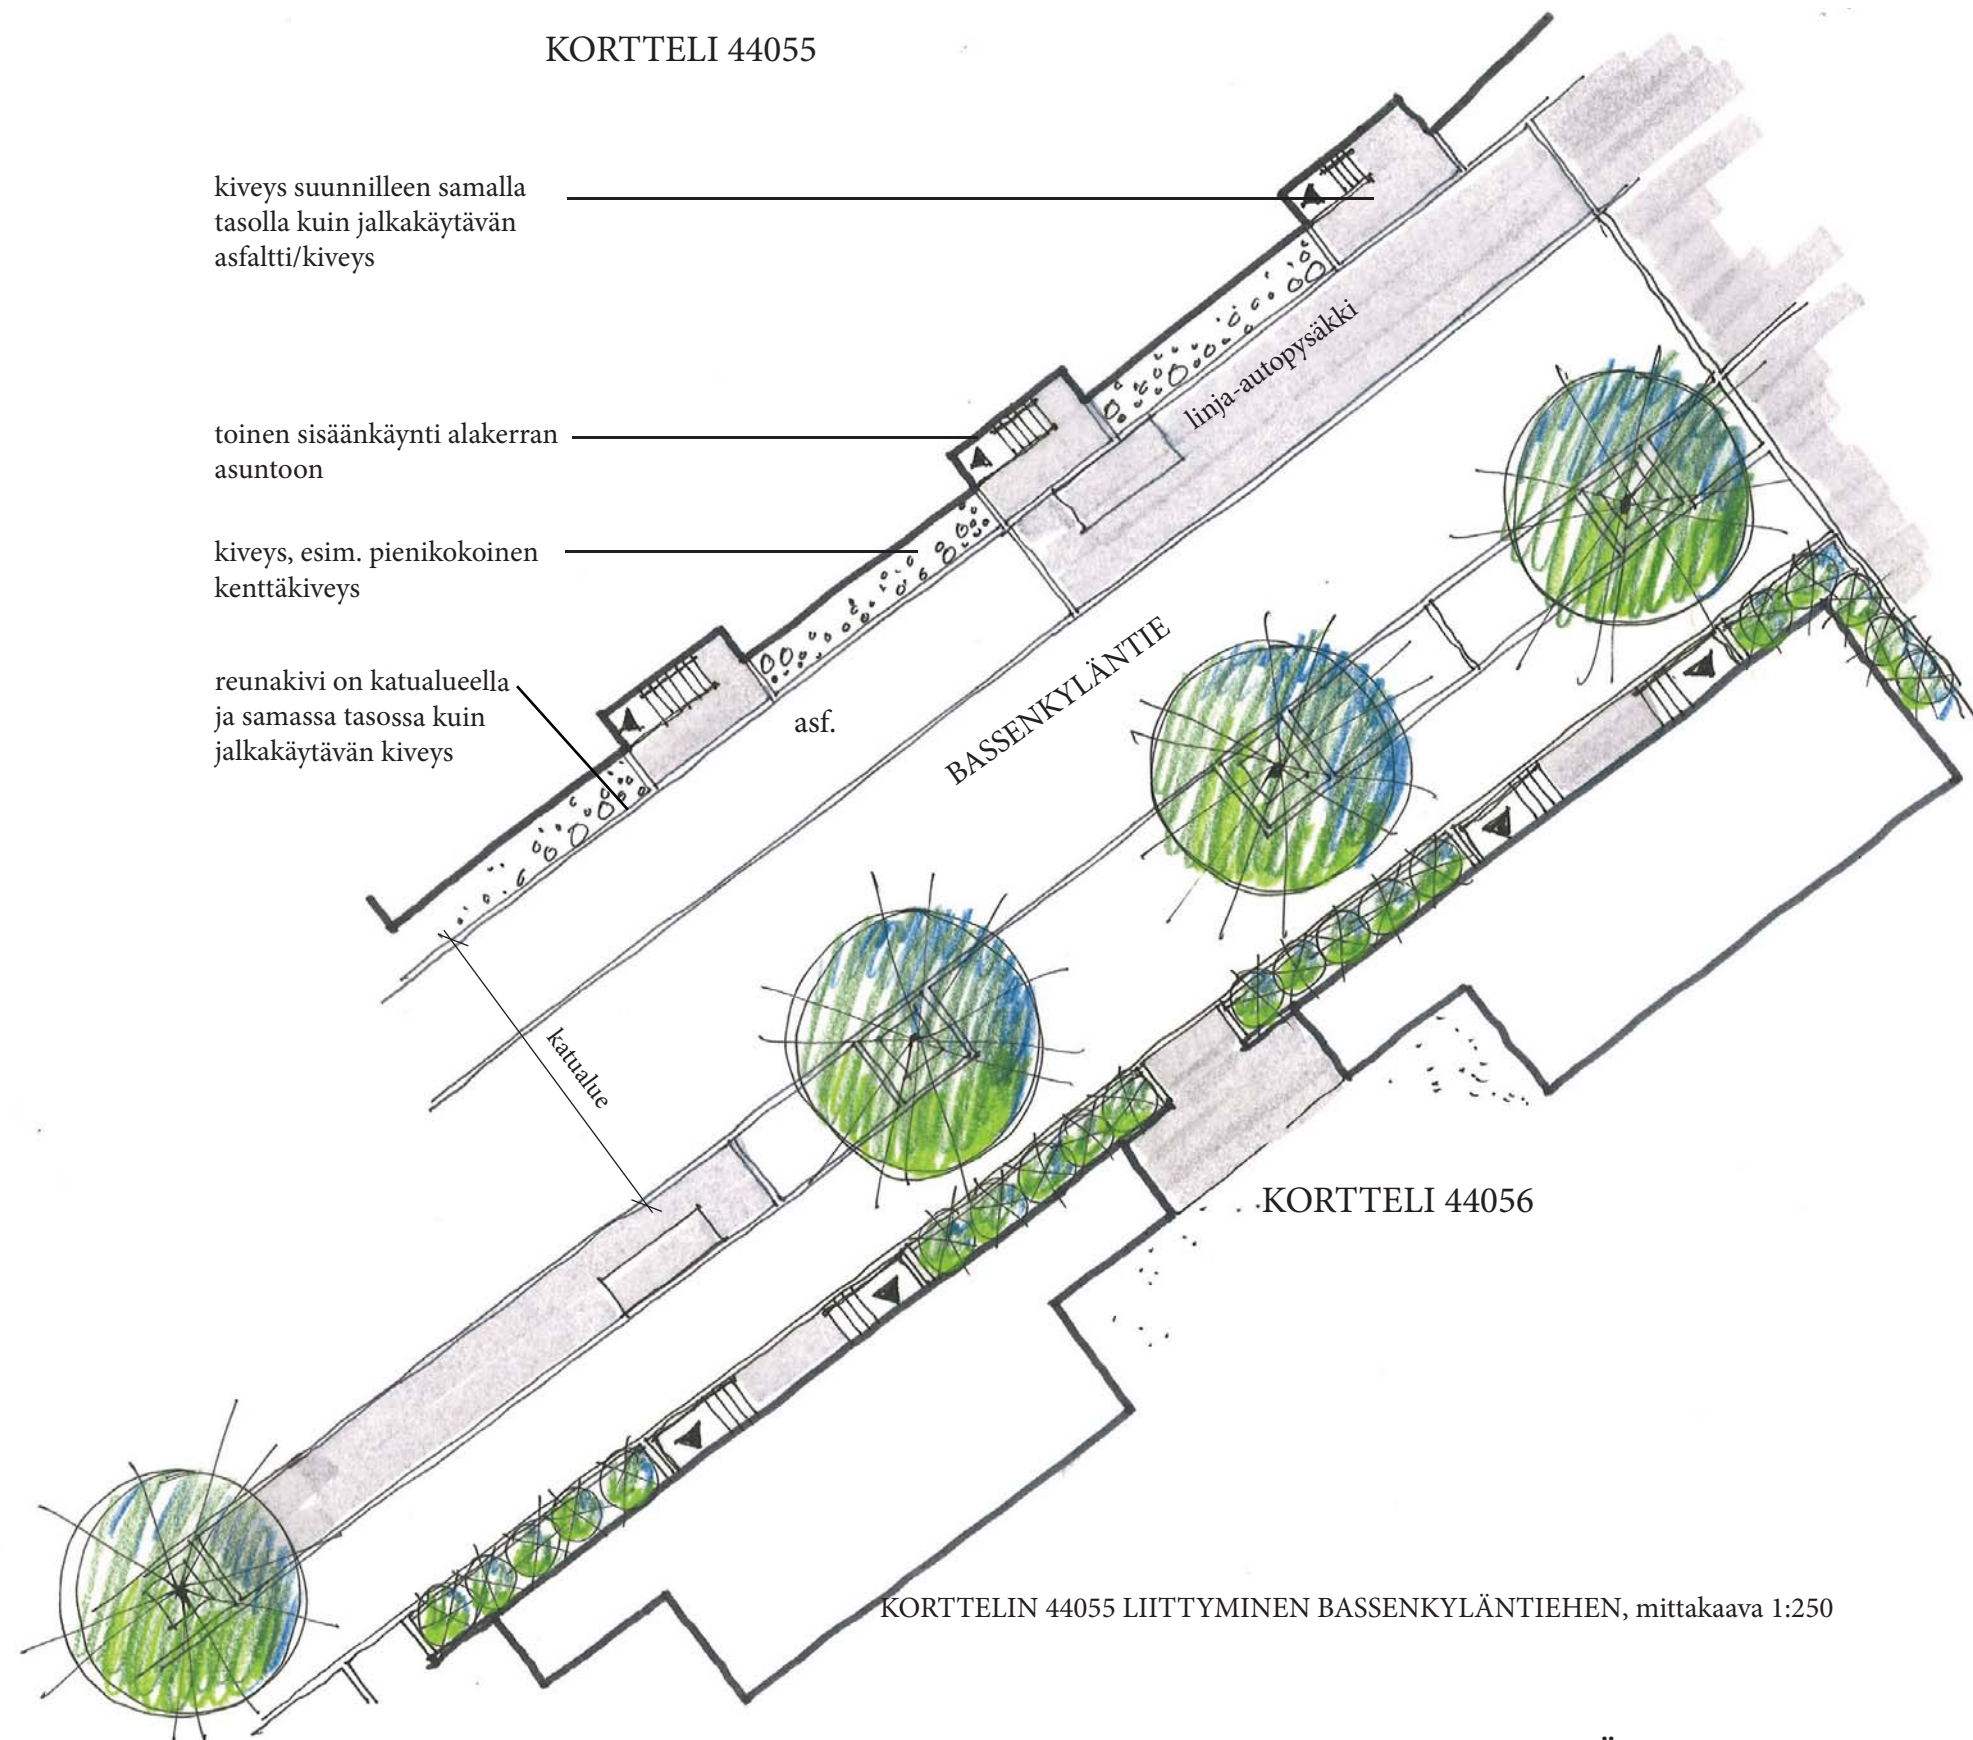 KORTTELI 44055
kiveys suunnilleen samalla
tasolla kuin jalkakäytävän
asfaltti/kiveys
linja-autopysäkki
toinen sisäänkäynti alakerran
asuntoon
kiveys, esim. pienikokoinen
kenttäkiveys
reunakivi on katualueella
ja samassa tasossa kuin
jalkakäytävän kiveys
asf.
BASSENKYLÄNTIE
katualue
KORTTELI 44056
KORTTELIN 44055 LIITTYMINEN BASSENKYLÄNTIEHEN, mittakaava 1:250